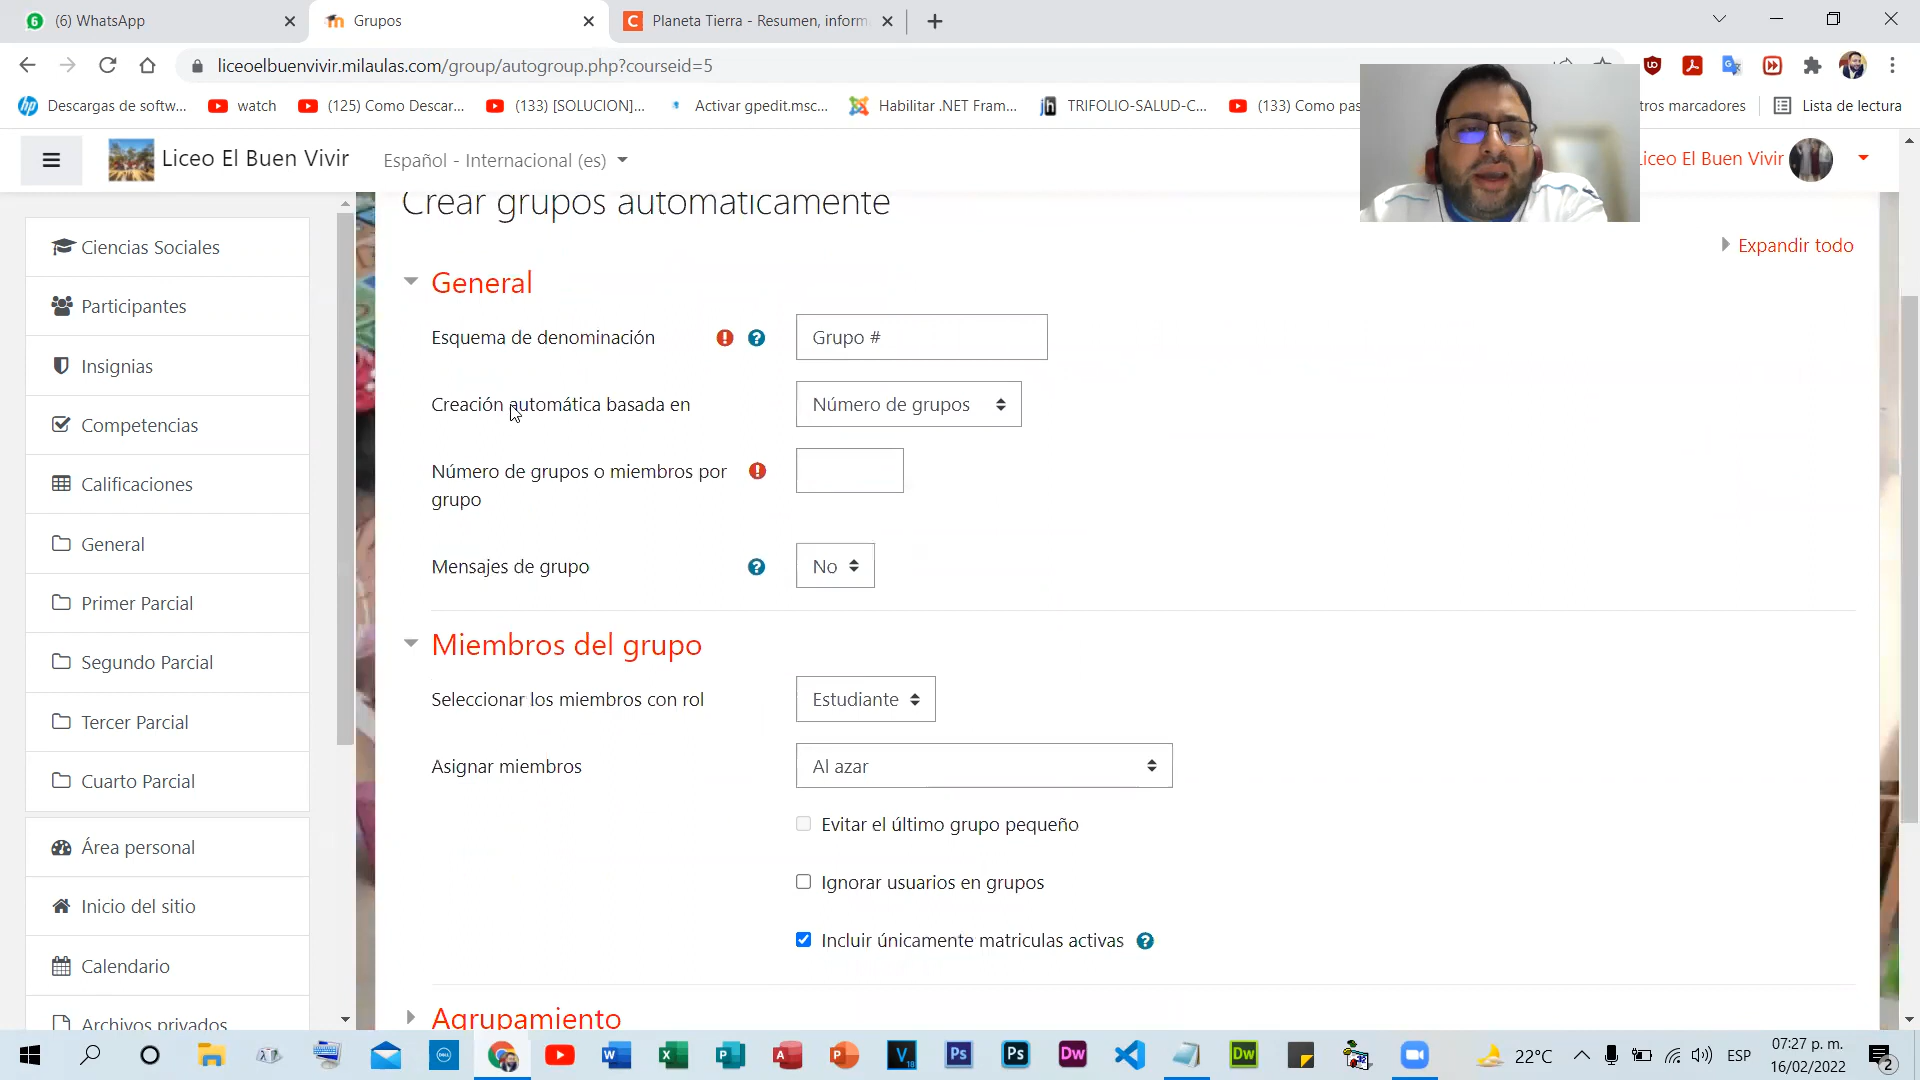 (6) WhatsApp
Grupos
Planeta Tierra - Resumen, inform
liceoelbuenvivir.milaulas.com/group/autogroup.php?courseid=5
Descargas de softw...
watch
(125) Como Descar...
(133) [SOLUCION]...
Activar gpedit.msc...
Habilitar .NET Fram...
TRIFOLIO-SALUD-C...
(133) Como pas
tros marcadores
Lista de lectura
Liceo El Buen Vivir
Español - Internacional (es)
Liceo El Buen Vivir
Crear grupos automáticamente
Expandir todo
Ciencias Sociales
Participantes
Insignias
Competencias
Calificaciones
General
Primer Parcial
Segundo Parcial
Tercer Parcial
Cuarto Parcial
Área personal
Inicio del sitio
Calendario
Archivos privados
General
Esquema de denominación
Grupo #
Creación automática basada en
Número de grupos
Número de grupos o miembros por
grupo
Mensajes de grupo
No
Miembros del grupo
Seleccionar los miembros con rol
Estudiante
Asignar miembros
Al azar
Evitar el último grupo pequeño
Ignorar usuarios en grupos
Incluir únicamente matriculas activas
Agrupamiento
22°C
ESP
07:27 p. m.
16/02/2022
2